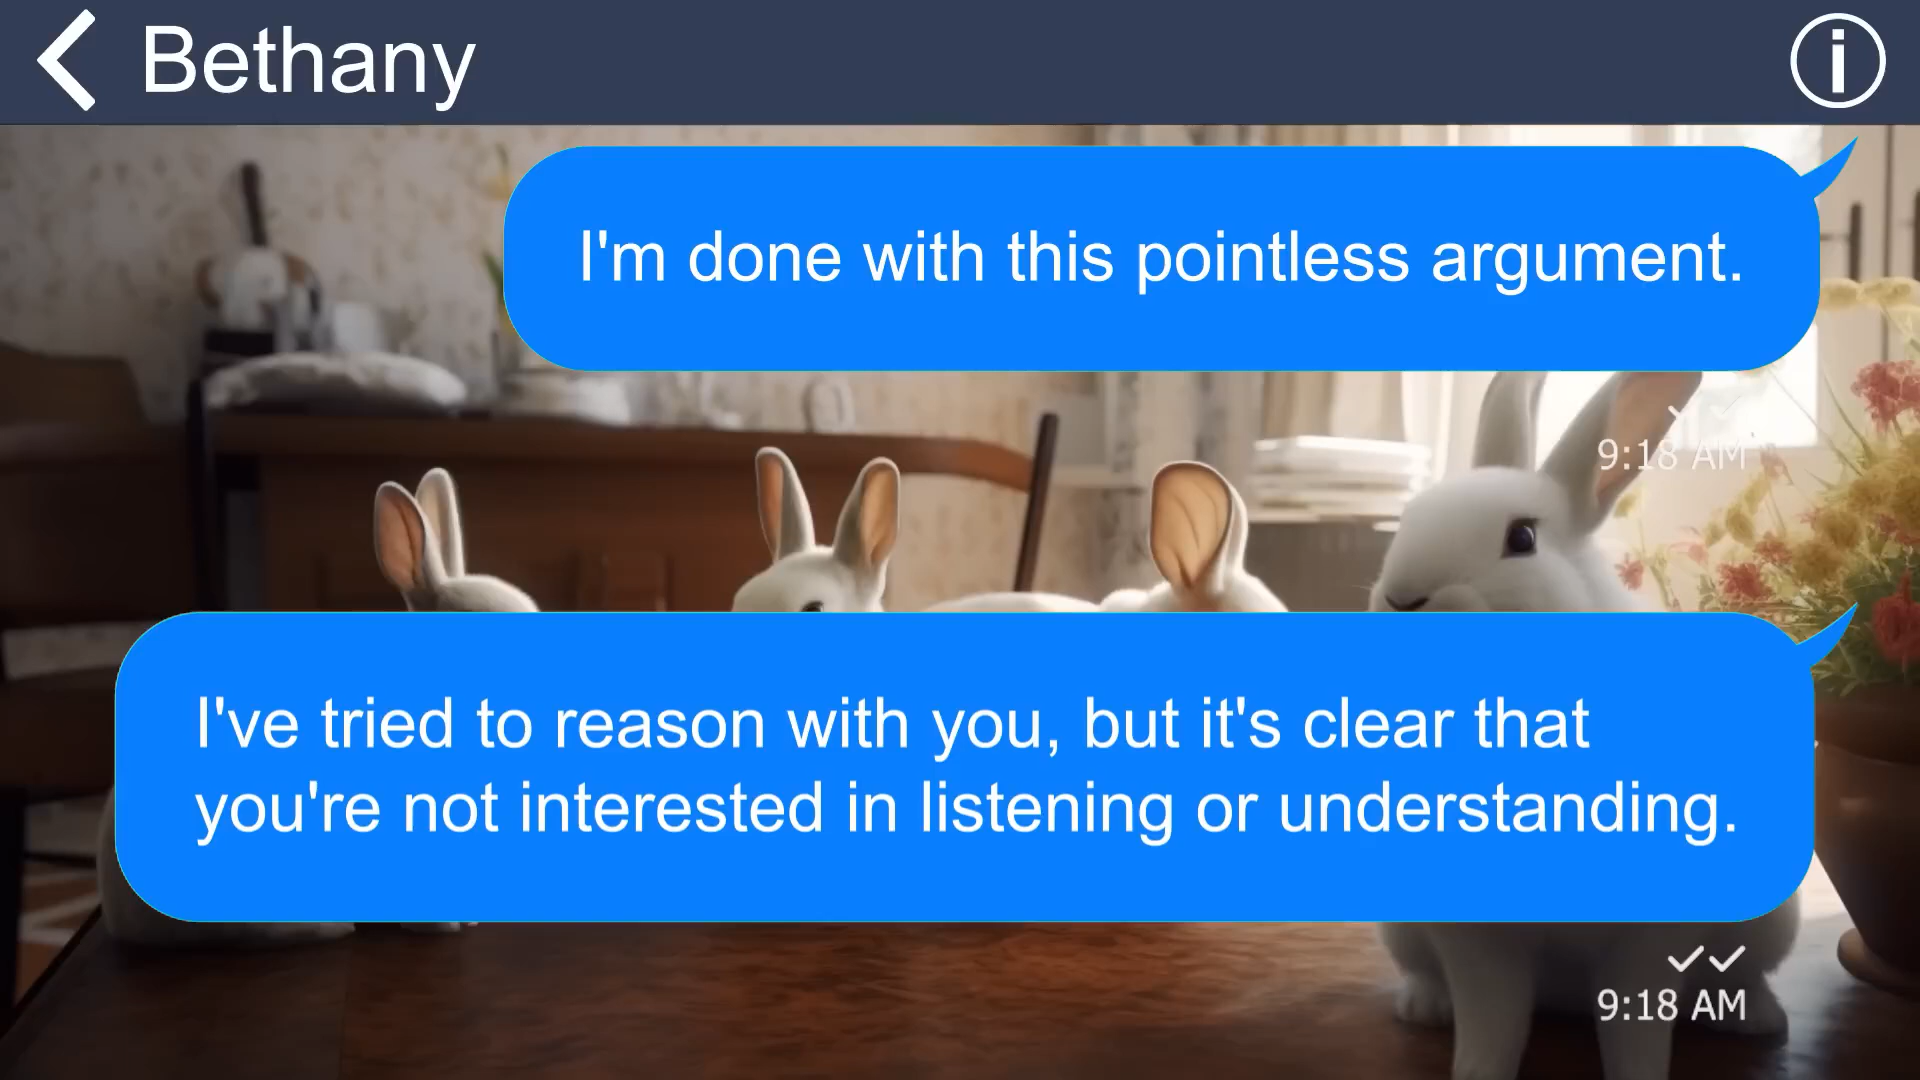 Bethany
I'm done with this pointless argument.
9:18 AM
I've tried to reason with you, but it's clear that
you're not interested in listening or understanding.
9:18 AM